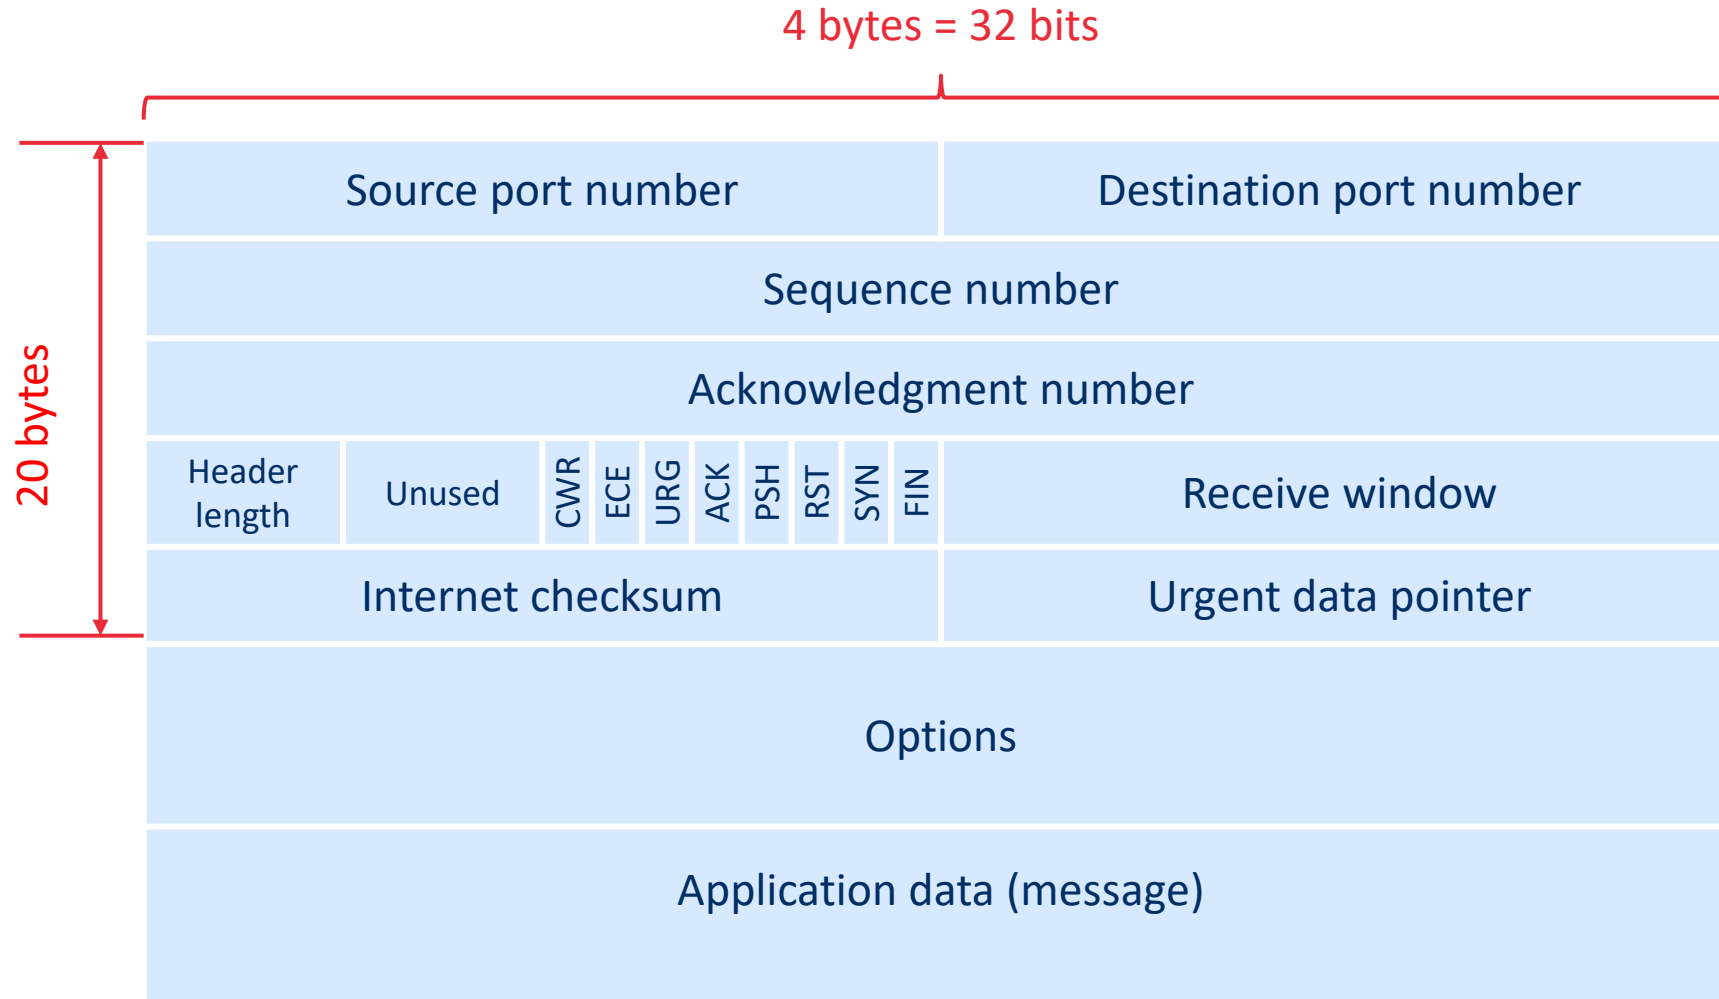 4 bytes = 32 bits
20 bytes
Source port number
Destination port number
Sequence number
Acknowledgment number
Header
length
Unused
CWR
ECE
URG
ACK
PSH
RST
SYN
FIN
Receive window
Internet checksum
Urgent data pointer
Options
Application data (message)